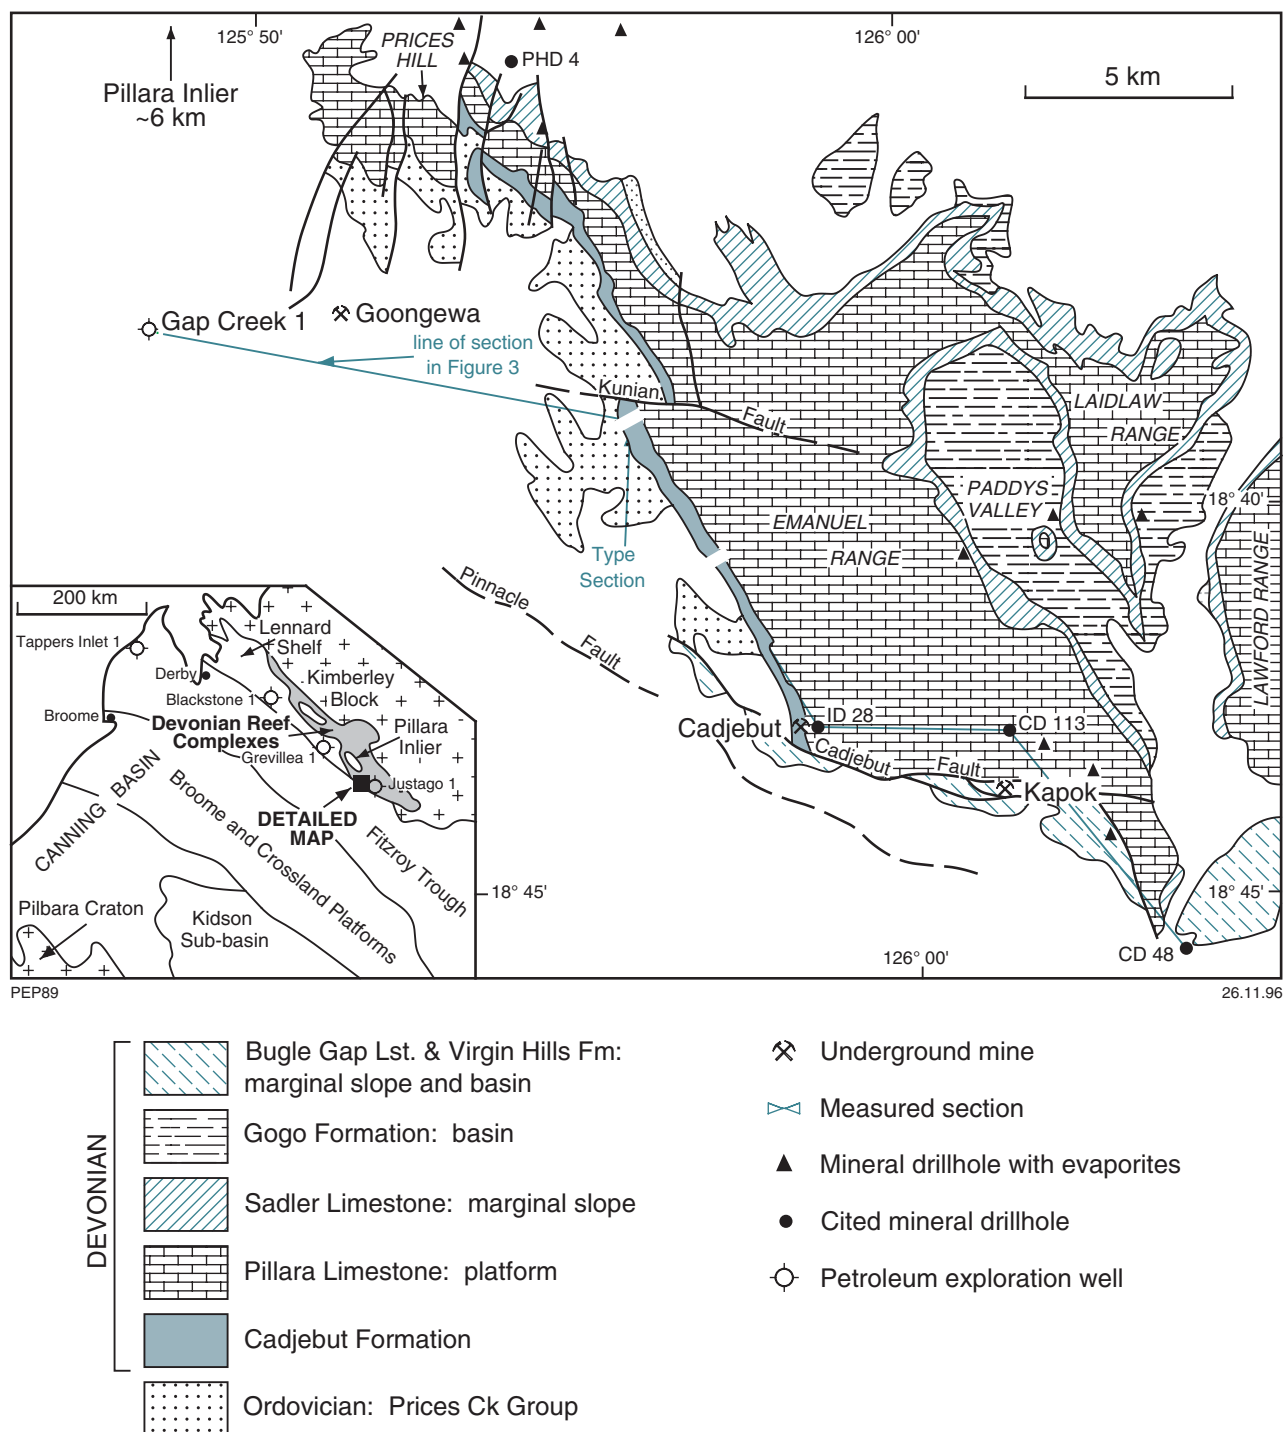 125° 50'
126° 00'
PRICES
HILL
PHD 4
5 km
Pillara Inlier
~6 km
Gap Creek 1
Goongewa
line of section
in Figure 3
Kunian
Fault
LAIDLAW
RANGE
PADDYS
VALLEY
18° 40'
EMANUEL
RANGE
Type
Section
LAWFORD RANGE
Pinnacle
Fault
Cadjebut
ID 28
CD 113
Cadjebut
Fault
Kapok
18° 45'
18° 45'
126° 00'
CD 48
200 km
Tappers Inlet 1
Lennard
Shelf
Derby
Kimberley
Block
Blackstone 1
Broome
Devonian Reef
Complexes
Pillara
Inlier
Grevillea 1
Justago 1
DETAILED
MAP
CANNING BASIN
Broome and Crossland Platforms
Fitzroy Trough
Pilbara Craton
Kidson
Sub-basin
PEP89
26.11.96
DEVONIAN
Bugle Gap Lst. & Virgin Hills Fm:
marginal slope and basin
Gogo Formation: basin
Sadler Limestone: marginal slope
Pillara Limestone: platform
Cadjebut Formation
Ordovician: Prices Ck Group
Underground mine
Measured section
Mineral drillhole with evaporites
Cited mineral drillhole
Petroleum exploration well